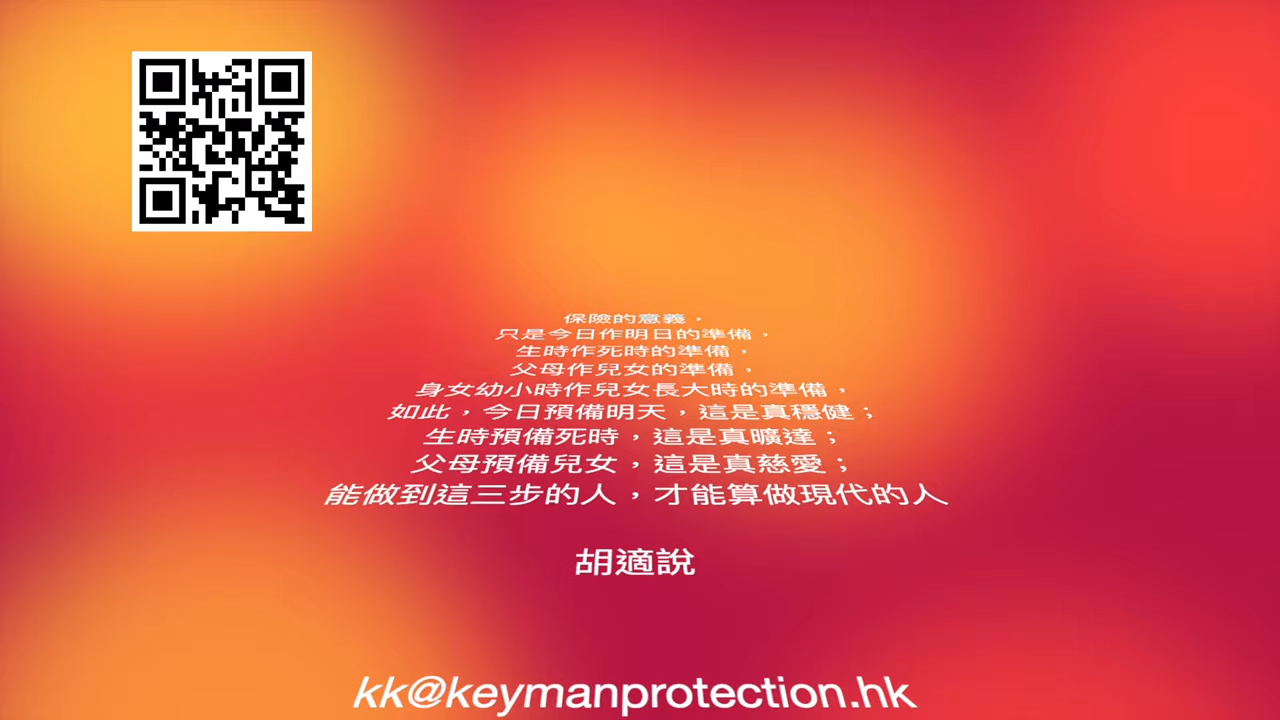 保險的意義，
只是今日作明日的準備，
生時作死時的準備，
父母作兒女的準備，
身女幼小時作兒女長大時的準備，
如此，今日預備明天，這是真穩健；
生時預備死時，這是真曠達；
父母預備兒女，這是真慈愛；
能做到這三步的人，才能算做現代的人
胡適說
kk@keymanprotection.hk